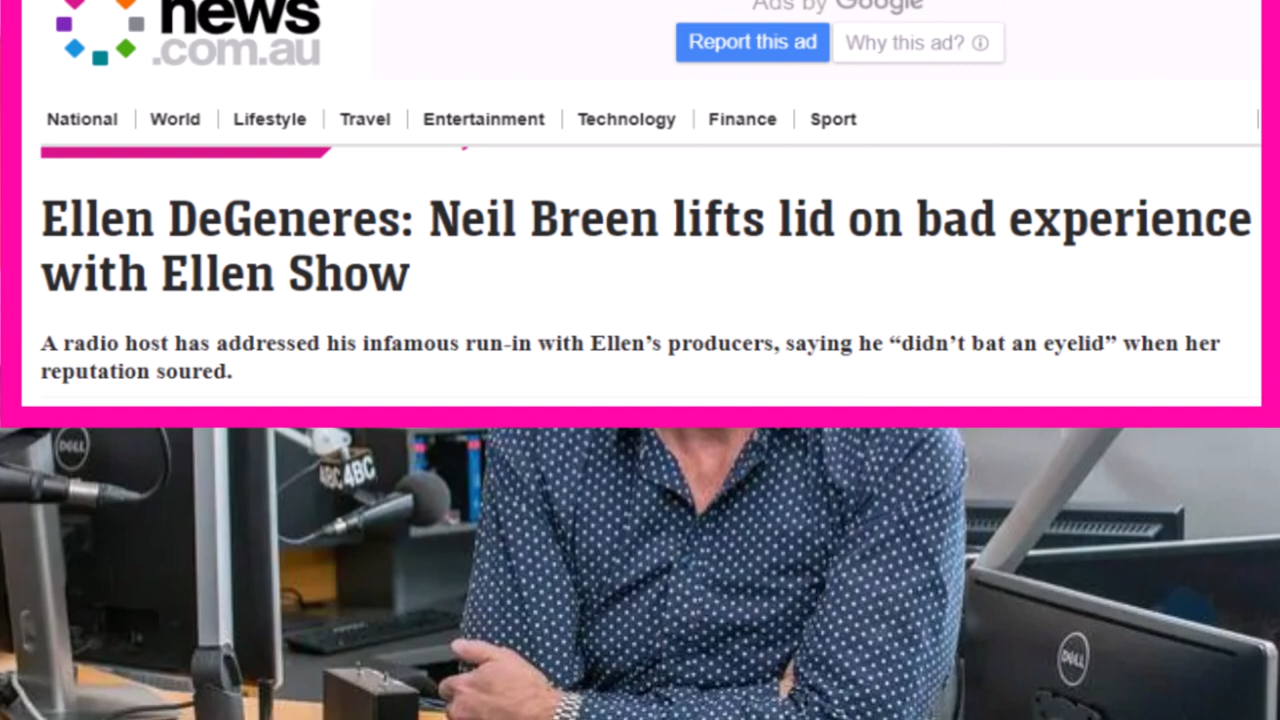 Ads by Google
news
.com.au
Report this ad
Why this ad?
National
World
Lifestyle
Travel
Entertainment
Technology
Finance
Sport
Ellen DeGeneres: Neil Breen lifts lid on bad experience
with Ellen Show
A radio host has addressed his infamous run-in with Ellen’s producers, saying he “didn’t bat an eyelid” when her
reputation soured.
DELL
4BC 4BC
DELL